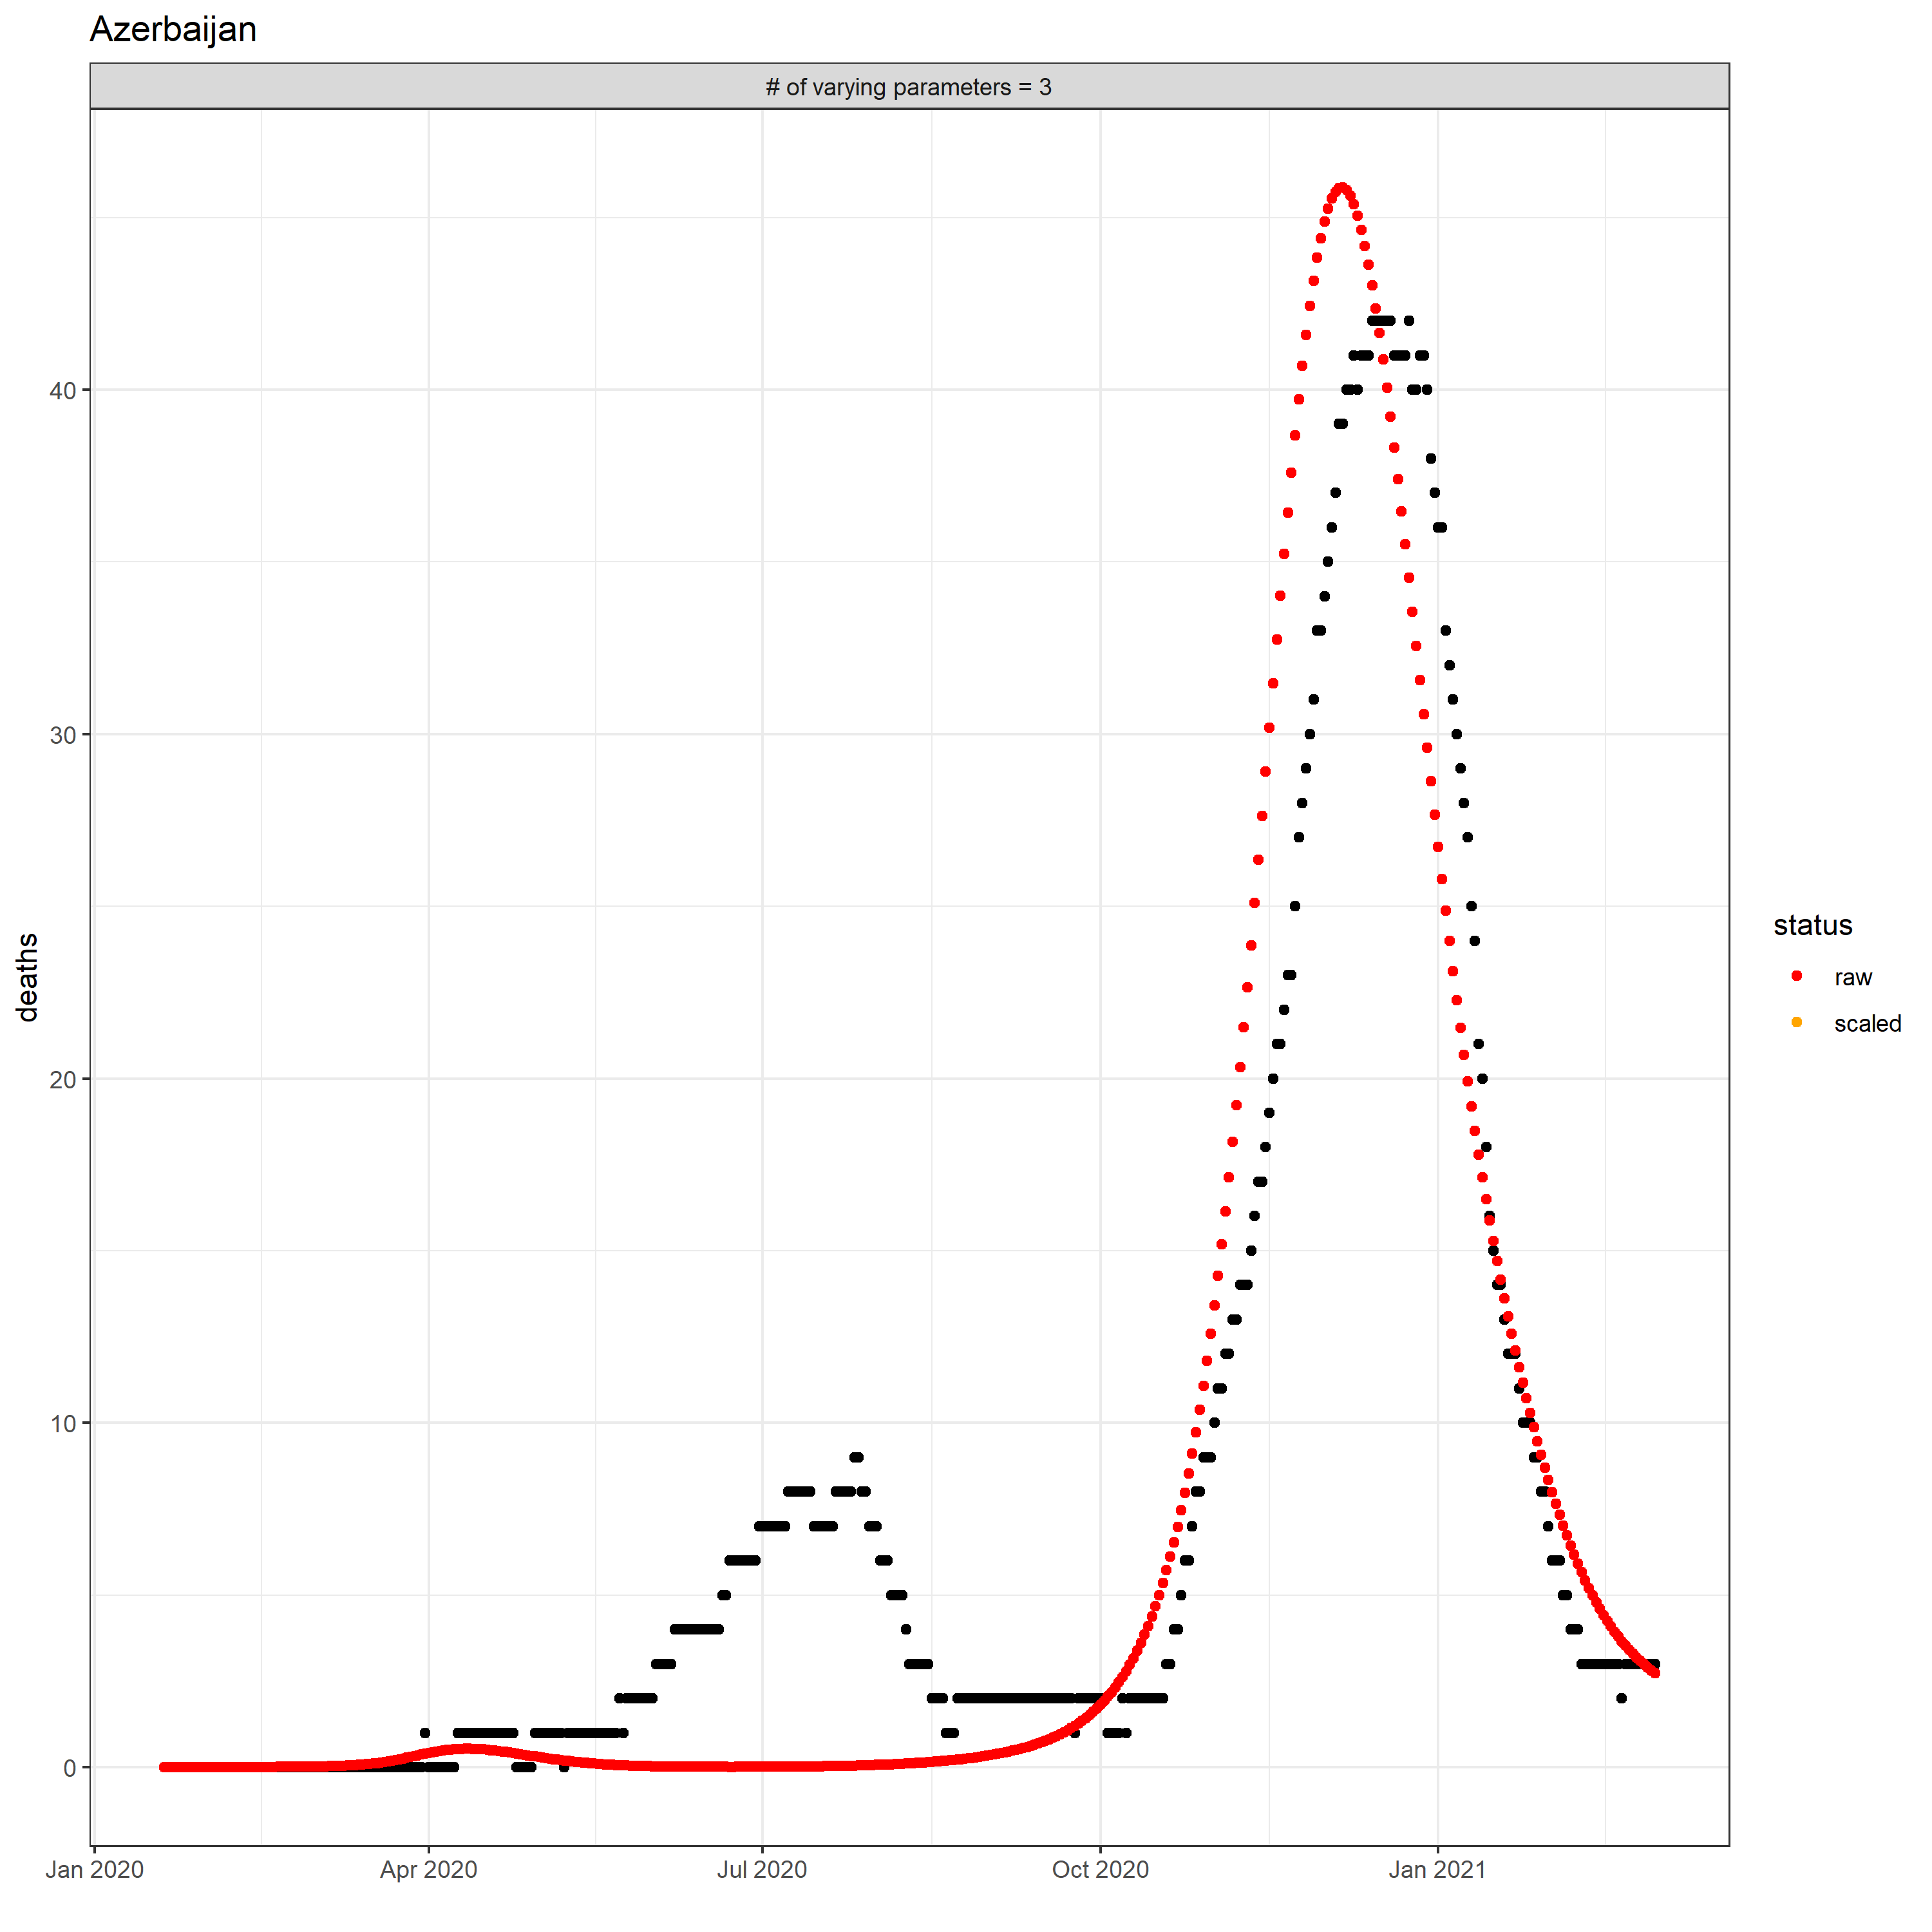 Azerbaijan
# of varying parameters = 3
deaths
40
30
20
10
0
Jan 2020
Apr 2020
Jul 2020
Oct 2020
Jan 2021
status
raw
scaled